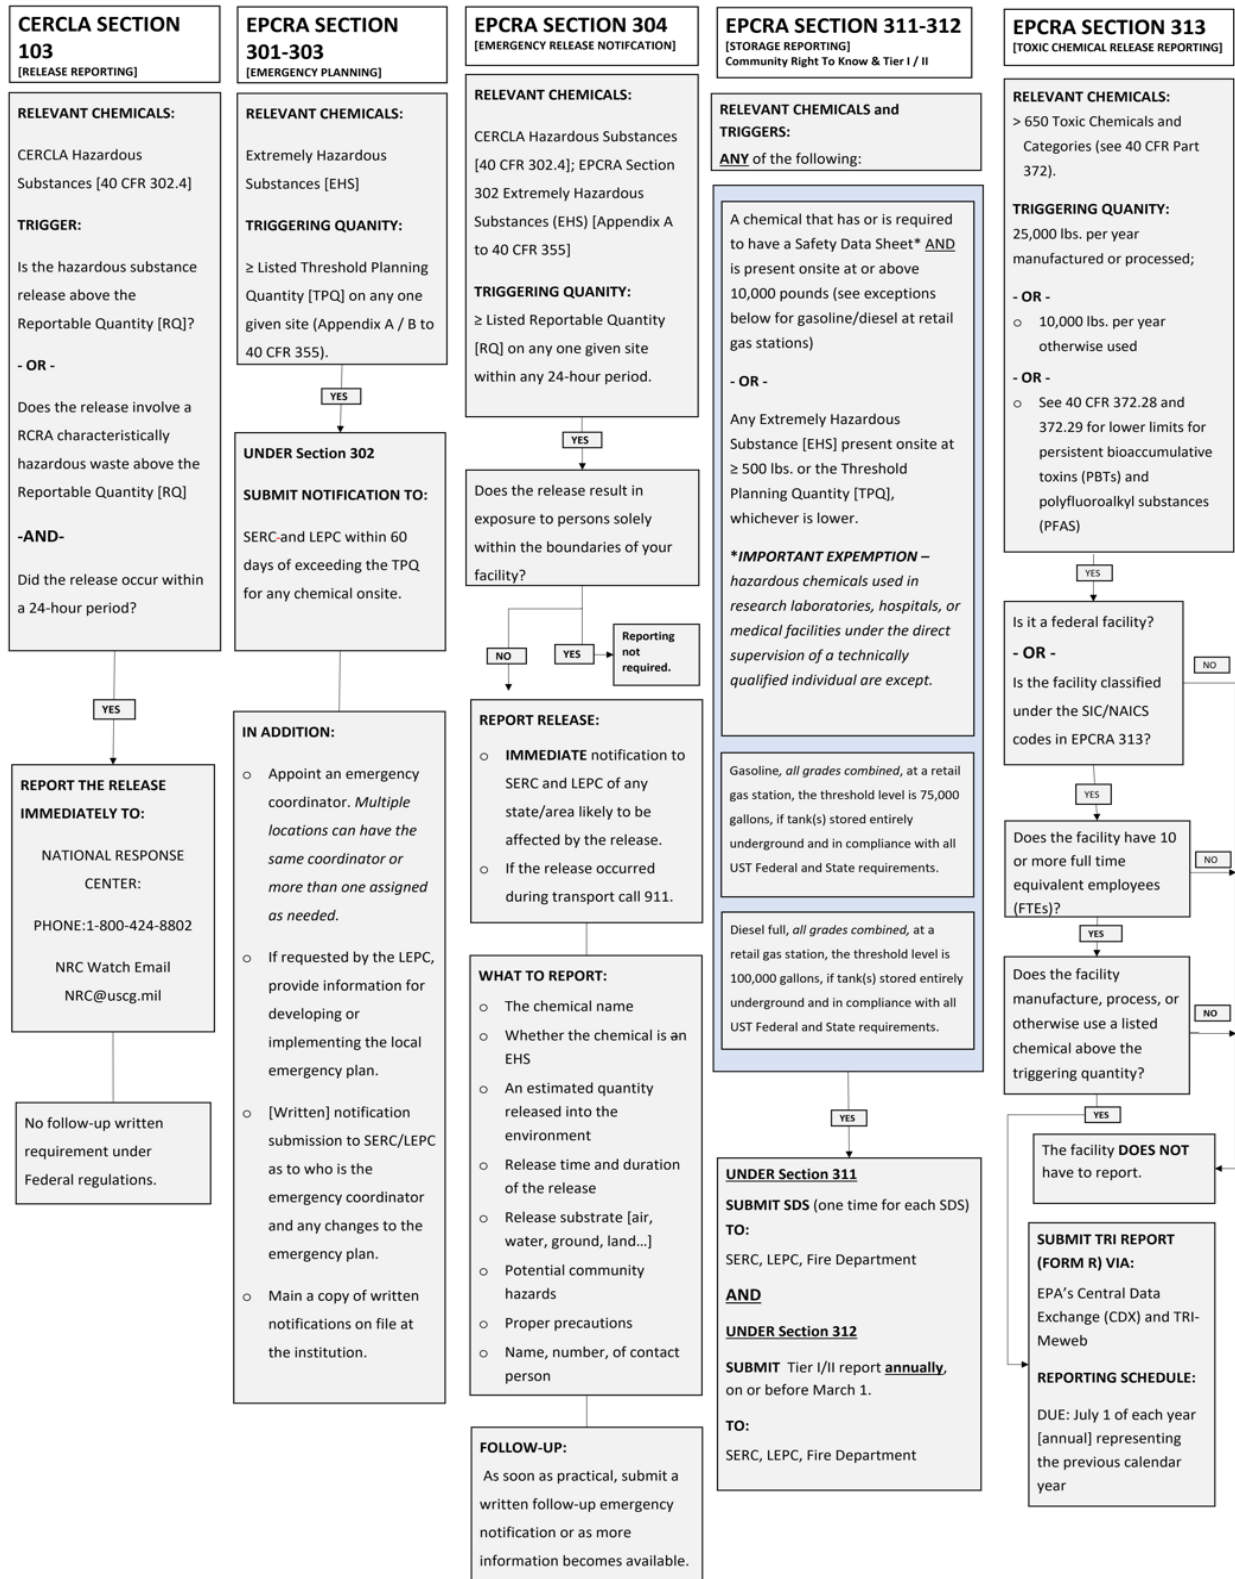 CERCLA SECTION
103
[RELEASE REPORTING]
RELEVANT CHEMICALS:
CERCLA Hazardous
Substances [40 CFR 302.4]
TRIGGER:
Is the hazardous substance
release above the
Reportable Quantity [RQ]?
- OR -
Does the release involve a
RCRA characteristically
hazardous waste above the
Reportable Quantity [RQ]
-AND-
Did the release occur within
a 24-hour period?
YES
REPORT THE RELEASE
IMMEDIATELY TO:
NATIONAL RESPONSE
CENTER:
PHONE:1-800-424-8802
NRC Watch Email
NRC@uscg.mil
No follow-up written
requirement under
Federal regulations.
EPCRA SECTION
301-303
[EMERGENCY PLANNING]
RELEVANT CHEMICALS:
Extremely Hazardous
Substances [EHS]
TRIGGERING QUANITY:
≥ Listed Threshold Planning
Quantity [TPQ] on any one
given site (Appendix A / B to
40 CFR 355).
YES
UNDER Section 302
SUBMIT NOTIFICATION TO:
SERC-and LEPC within 60
days of exceeding the TPQ
for any chemical onsite.
IN ADDITION:
o Appoint an emergency
coordinator. Multiple
locations can have the
same coordinator or
more than one assigned
as needed.
o If requested by the LEPC,
provide information for
developing or
implementing the local
emergency plan.
o [Written] notification
submission to SERC/LEPC
as to who is the
emergency coordinator
and any changes to the
emergency plan.
o Main a copy of written
notifications on file at
the institution.
EPCRA SECTION 304
[EMERGENCY RELEASE NOTIFCATION]
RELEVANT CHEMICALS:
CERCLA Hazardous Substances
[40 CFR 302.4]; EPCRA Section
302 Extremely Hazardous
Substances (EHS) [Appendix A
to 40 CFR 355]
TRIGGERING QUANITY:
≥ Listed Reportable Quantity
[RQ] on any one given site
within any 24-hour period.
YES
Does the release result in
exposure to persons solely
within the boundaries of your
facility?
NO
YES
Reporting
not
required.
REPORT RELEASE:
o IMMEDIATE notification to
SERC and LEPC of any
state/area likely to be
affected by the release.
o If the release occurred
during transport call 911.
WHAT TO REPORT:
o The chemical name
o Whether the chemical is an
EHS
o An estimated quantity
released into the
environment
o Release time and duration
of the release
o Release substrate [air,
water, ground, land…]
o Potential community
hazards
o Proper precautions
o Name, number, of contact
person
FOLLOW-UP:
As soon as practical, submit a
written follow-up emergency
notification or as more
information becomes available.
EPCRA SECTION 311-312
[STORAGE REPORTING]
Community Right To Know & Tier I / II
RELEVANT CHEMICALS and
TRIGGERS:
ANY of the following:
A chemical that has or is required
to have a Safety Data Sheet* AND
is present onsite at or above
10,000 pounds (see exceptions
below for gasoline/diesel at retail
gas stations)
- OR -
Any Extremely Hazardous
Substance [EHS] present onsite at
≥ 500 lbs. or the Threshold
Planning Quantity [TPQ],
whichever is lower.
*IMPORTANT EXPEMPTION –
hazardous chemicals used in
research laboratories, hospitals, or
medical facilities under the direct
supervision of a technically
qualified individual are except.
Gasoline, all grades combined, at a retail
gas station, the threshold level is 75,000
gallons, if tank(s) stored entirely
underground and in compliance with all
UST Federal and State requirements.
Diesel full, all grades combined, at a
retail gas station, the threshold level is
100,000 gallons, if tank(s) stored entirely
underground and in compliance with all
UST Federal and State requirements.
YES
UNDER Section 311
SUBMIT SDS (one time for each SDS)
TO:
SERC, LEPC, Fire Department
AND
UNDER Section 312
SUBMIT Tier I/II report annually,
on or before March 1.
TO:
SERC, LEPC, Fire Department
EPCRA SECTION 313
[TOXIC CHEMICAL RELEASE REPORTING]
RELEVANT CHEMICALS:
> 650 Toxic Chemicals and
Categories (see 40 CFR Part
372).
TRIGGERING QUANITY:
25,000 lbs. per year
manufactured or processed;
- OR -
o 10,000 lbs. per year
otherwise used
- OR -
o See 40 CFR 372.28 and
372.29 for lower limits for
persistent bioaccumulative
toxins (PBTs) and
polyfluoroalkyl substances
(PFAS)
YES
Is it a federal facility?
- OR -
Is the facility classified
under the SIC/NAICS
codes in EPCRA 313?
NO
YES
Does the facility have 10
or more full time
equivalent employees
(FTEs)?
NO
YES
Does the facility
manufacture, process, or
otherwise use a listed
chemical above the
triggering quantity?
NO
YES
The facility DOES NOT
have to report.
SUBMIT TRI REPORT
(FORM R) VIA:
EPA's Central Data
Exchange (CDX) and TRI-
Meweb
REPORTING SCHEDULE:
DUE: July 1 of each year
[annual] representing
the previous calendar
year